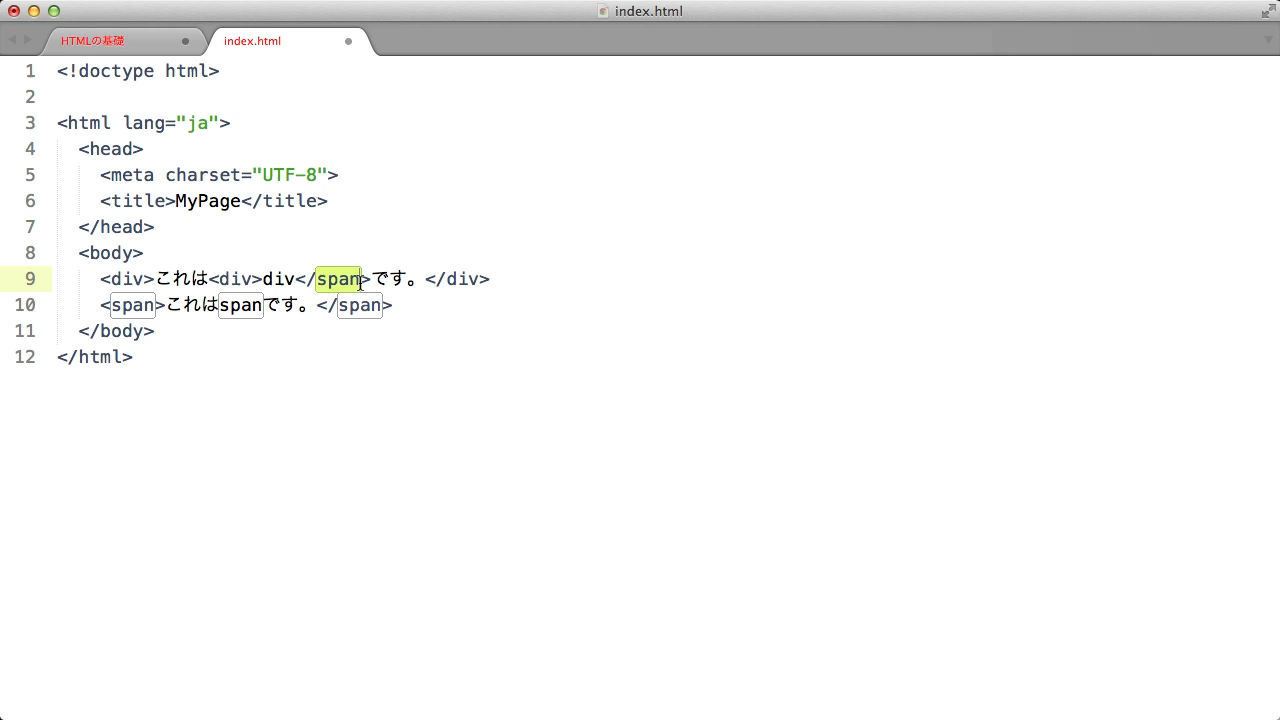 index.html
HTMLの基礎 index.html
1 <!doctype html>
2
3 <html lang="ja">
4 <head>
5 <meta charset="UTF-8">
6 <title>MyPage</title>
7 </head>
8 <body>
9 <div>これは<div>div</span>です。</div>
10 <span>これはspanです。</span>
11 </body>
12 </html>